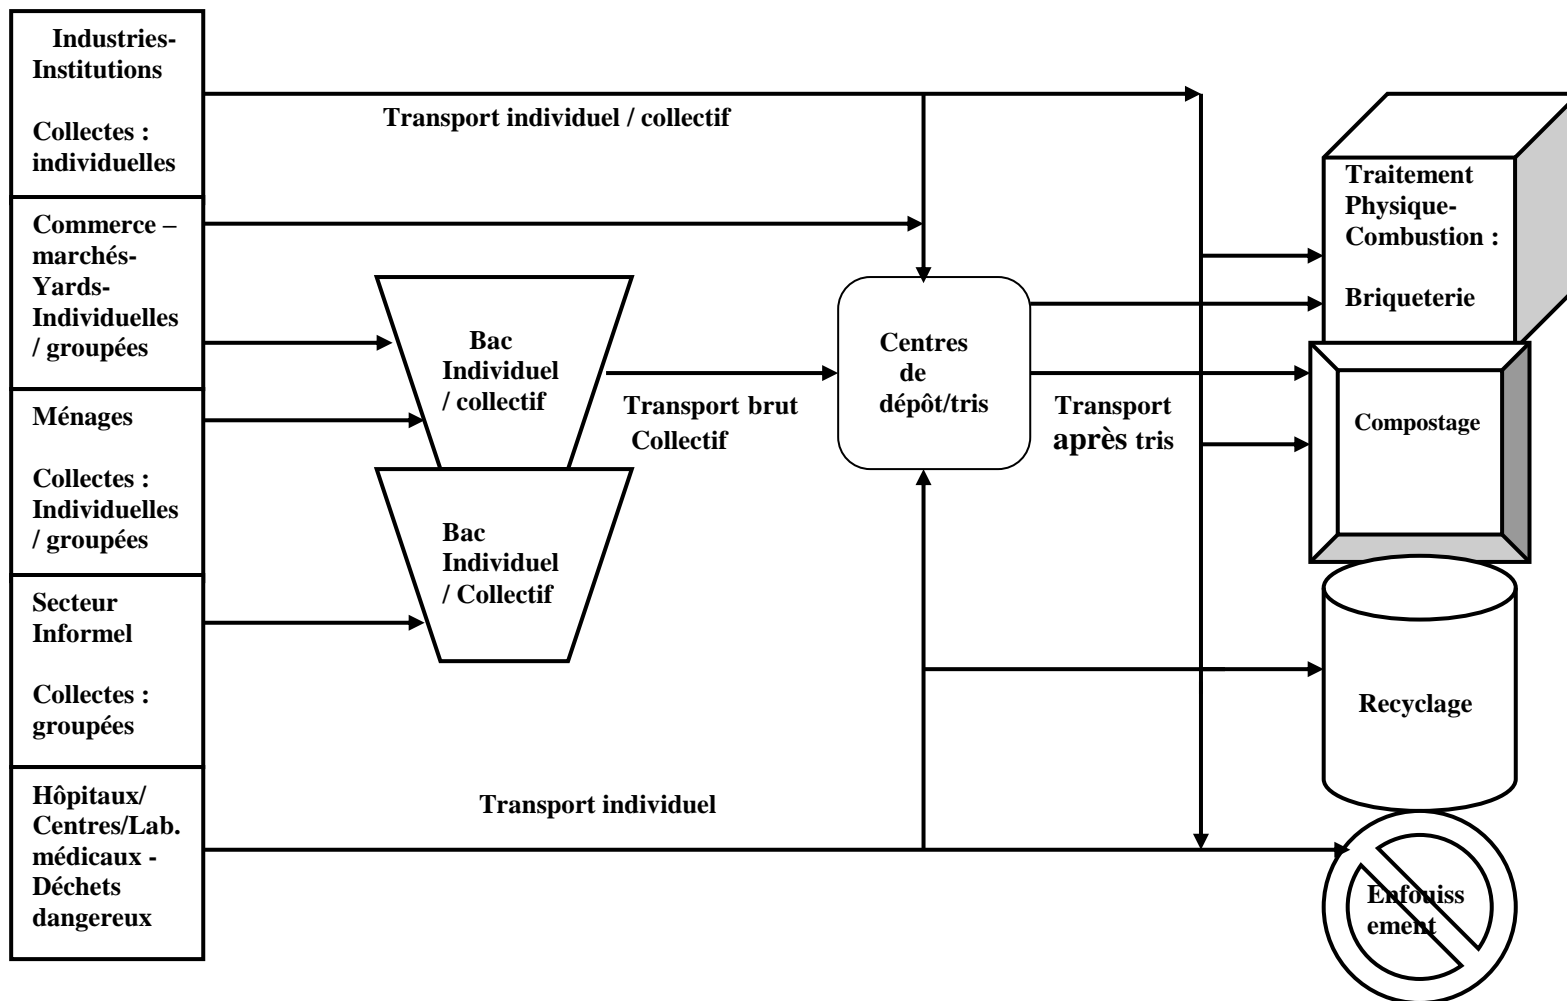 Industries-
Institutions
Collectes :
individuelles
Commerce –
marchés-
Yards-
Individuelles
/ groupées
Ménages
Collectes :
Individuelles
/ groupées
Secteur
Informel
Collectes :
groupées
Hôpitaux/
Centres/Lab.
médicaux -
Déchets
dangereux
Transport individuel / collectif
Bac
Individuel
/ collectif
Bac
Individuel
/ Collectif
Transport brut
Collectif
Transport individuel
Centres
de
dépôt/tris
Transport
après tris
Traitement
Physique-
Combustion :
Briqueterie
Compostage
Recyclage
Enfouiss
ement